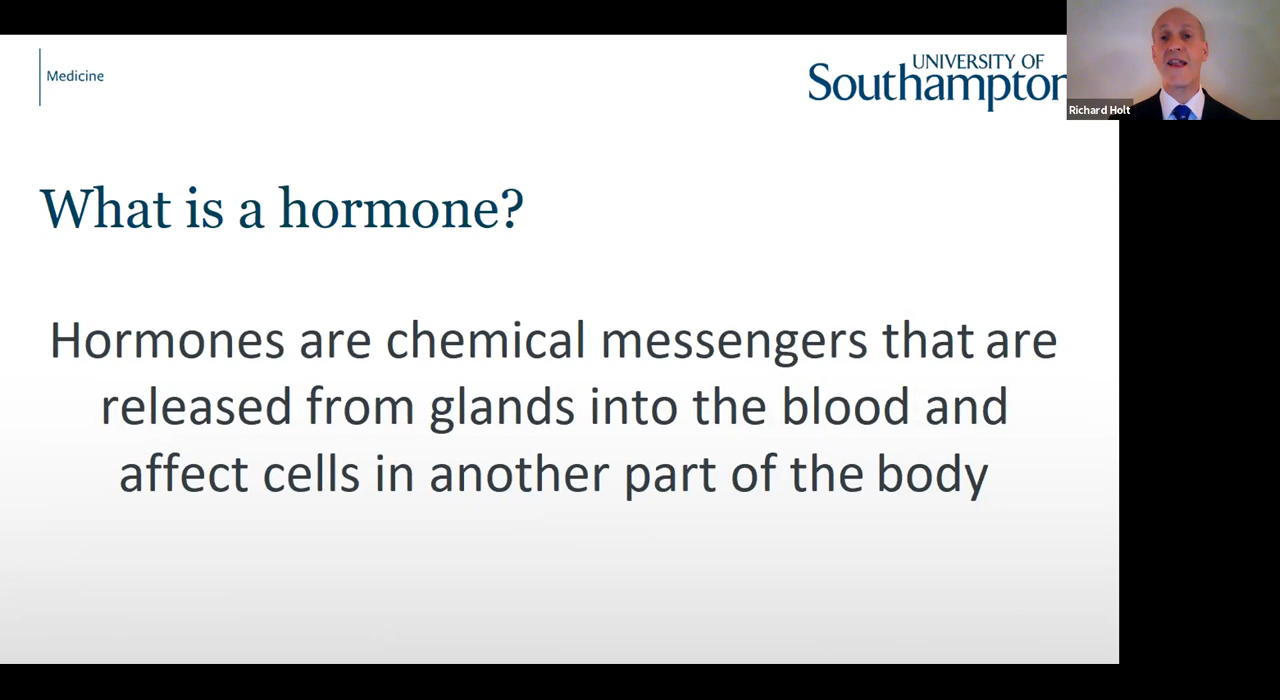 Medicine
UNIVERSITY OF
Southampton
Richard Holt
What is a hormone?
Hormones are chemical messengers that are
released from glands into the blood and
affect cells in another part of the body